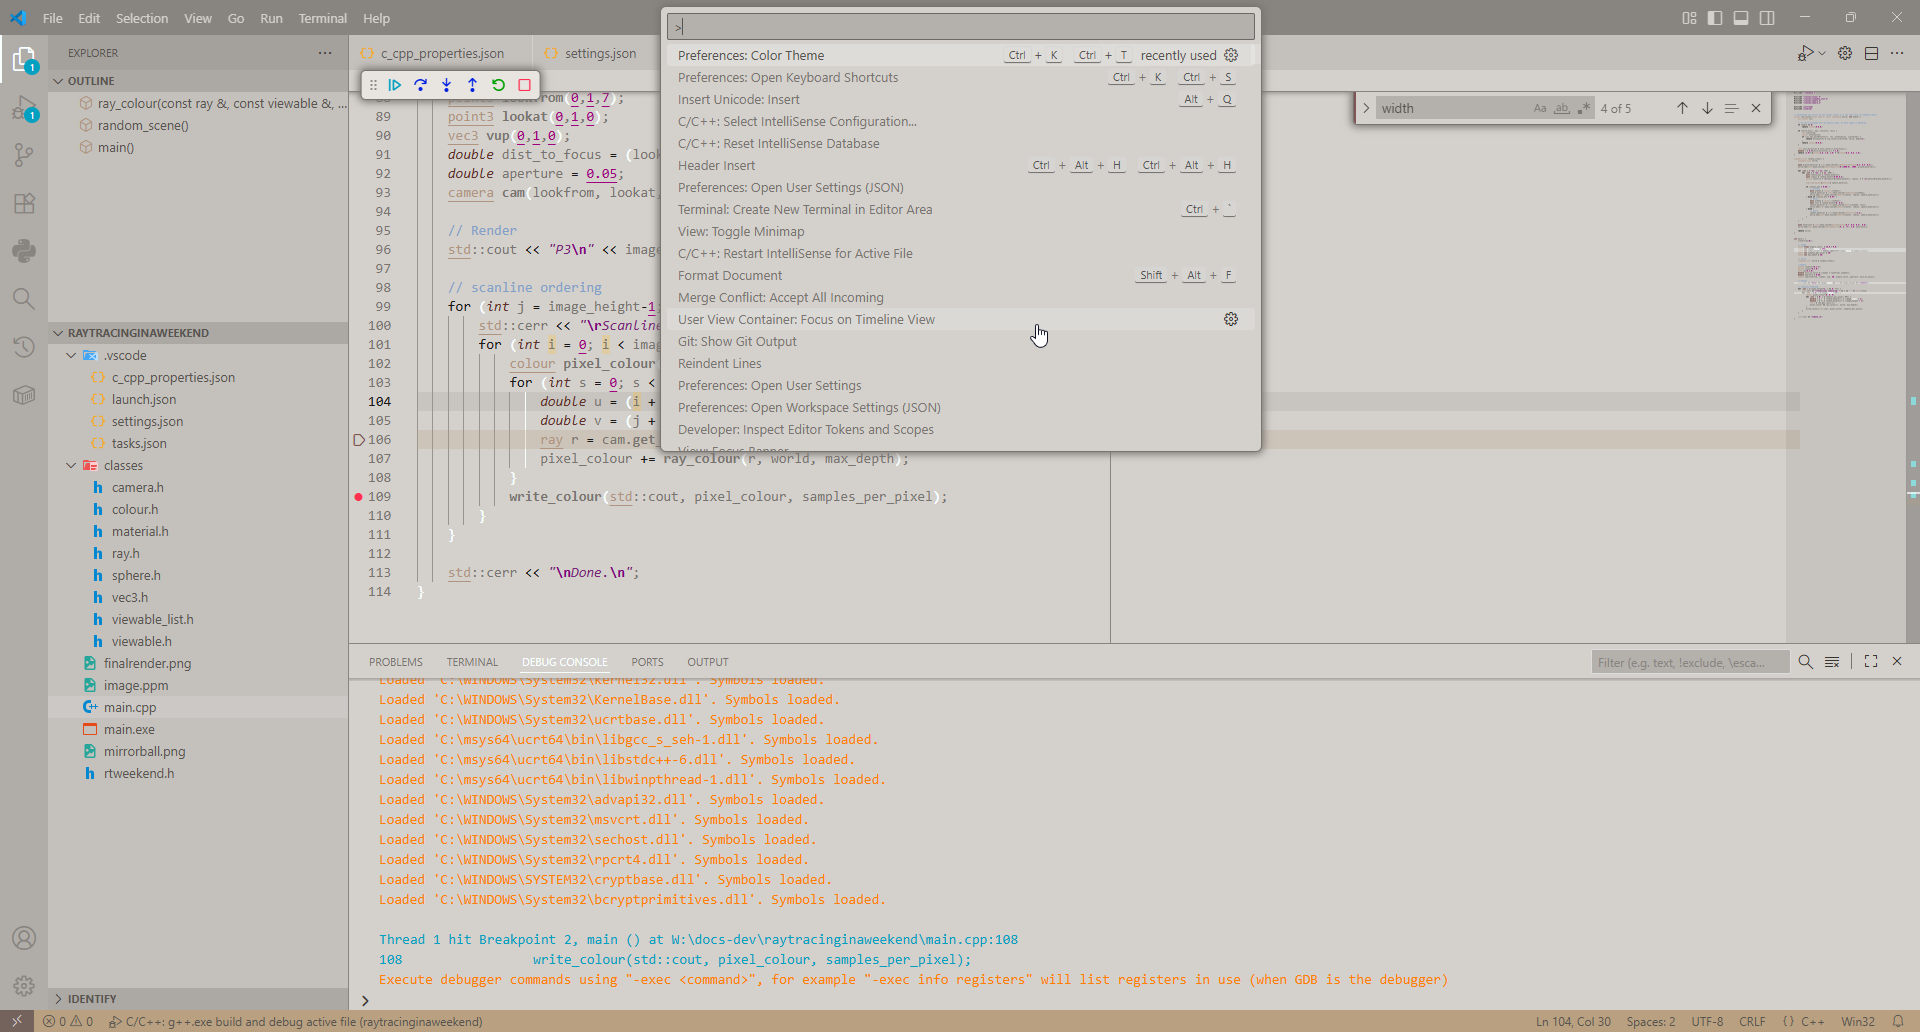 File Edit Selection View Go Run Terminal Help
>
EXPLORER
OUTLINE
ray_colour(const ray &, const viewable &, ...
random_scene()
main()
RAYTRACINGINAWEEKEND
.vscode
c_cpp_properties.json
launch.json
settings.json
tasks.json
classes
camera.h
colour.h
material.h
ray.h
sphere.h
vec3.h
viewable_list.h
viewable.h
finalrender.png
image.ppm
main.cpp
main.exe
mirrorball.png
rtweekend.h
IDENTIFY
1
1
c_cpp_properties.json settings.json
Preferences: Color Theme Ctrl + K Ctrl + T recently used
Preferences: Open Keyboard Shortcuts Ctrl + K Ctrl + S
Insert Unicode: Insert Alt + Q
C/C++: Select IntelliSense Configuration...
C/C++: Reset IntelliSense Database
Header Insert Ctrl + Alt + H Ctrl + Alt + H
Preferences: Open User Settings (JSON)
Terminal: Create New Terminal in Editor Area Ctrl + `
View: Toggle Minimap
C/C++: Restart IntelliSense for Active File
Format Document Shift + Alt + F
Merge Conflict: Accept All Incoming
User View Container: Focus on Timeline View
Git: Show Git Output
Reindent Lines
Preferences: Open User Settings
Preferences: Open Workspace Settings (JSON)
Developer: Inspect Editor Tokens and Scopes
width Aa ab 4 of 5
(0,1,7);
89 point3 lookat(0,1,0);
90 vec3 vup(0,1,0);
91 double dist_to_focus = (look
92 double aperture = 0.05;
93 camera cam(lookfrom, lookat,
94
95 // Render
96 std::cout << "P3\n" << imag
97
98 // scanline ordering
99 for (int j = image_height-1
100 std::cerr << "\rScanline
101 for (int i = 0; i < ima
102 colour pixel_colour
103 for (int s = 0; s <
104 double u = (i +
105 double v = (j +
106 ray r = cam.get_
107 pixel_colour += ray_colour(r, world, max_depth);
108 }
109 write_colour(std::cout, pixel_colour, samples_per_pixel);
110 }
111 }
112
113 std::cerr << "\nDone.\n";
114 }
PROBLEMS TERMINAL DEBUG CONSOLE PORTS OUTPUT
Filter (e.g. text, !exclude, \esca...
Loaded 'C:\WINDOWS\System32\kernel32.dll'. Symbols loaded.
Loaded 'C:\WINDOWS\System32\KernelBase.dll'. Symbols loaded.
Loaded 'C:\WINDOWS\System32\ucrtbase.dll'. Symbols loaded.
Loaded 'C:\msys64\ucrt64\bin\libgcc_s_seh-1.dll'. Symbols loaded.
Loaded 'C:\msys64\ucrt64\bin\libstdc++-6.dll'. Symbols loaded.
Loaded 'C:\msys64\ucrt64\bin\libwinpthread-1.dll'. Symbols loaded.
Loaded 'C:\WINDOWS\System32\advapi32.dll'. Symbols loaded.
Loaded 'C:\WINDOWS\System32\msvcrt.dll'. Symbols loaded.
Loaded 'C:\WINDOWS\System32\sechost.dll'. Symbols loaded.
Loaded 'C:\WINDOWS\System32\rpcrt4.dll'. Symbols loaded.
Loaded 'C:\WINDOWS\SYSTEM32\cryptbase.dll'. Symbols loaded.
Loaded 'C:\WINDOWS\System32\bcryptprimitives.dll'. Symbols loaded.
Thread 1 hit Breakpoint 2, main () at W:\docs-dev\raytracinginaweekend\main.cpp:108
108 write_colour(std::cout, pixel_colour, samples_per_pixel);
Execute debugger commands using "-exec <command>", for example "-exec info registers" will list registers in use (when GDB is the debugger)
>
0 0 C/C++: g++.exe build and debug active file (raytracinginaweekend) Ln 104, Col 30 Spaces: 2 UTF-8 CRLF {} C++ Win32